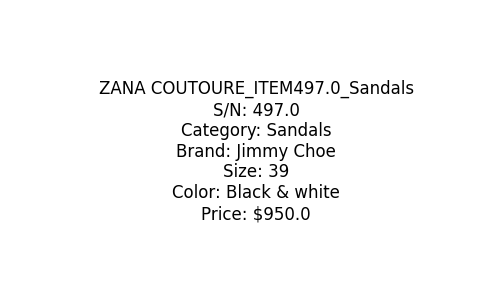 ZANA COUTOURE_ITEM497.0_Sandals
S/N: 497.0
Category: Sandals
Brand: Jimmy Choe
Size: 39
Color: Black & white
Price: $950.0